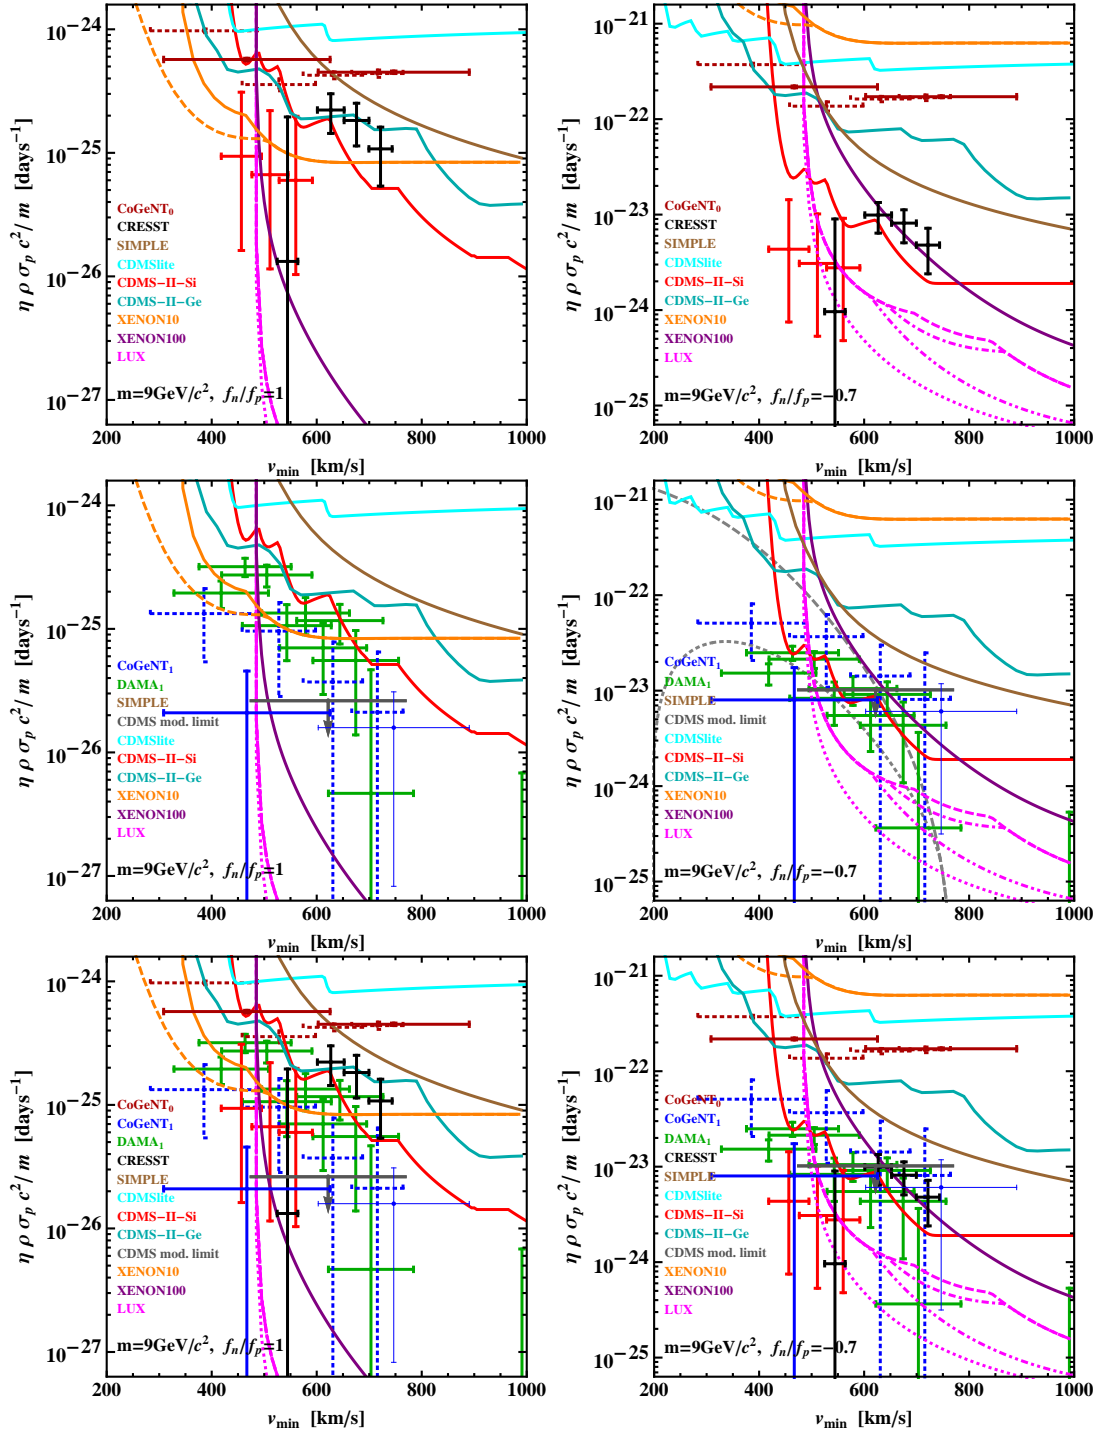 η ρ σp c²/m [days⁻¹]
10⁻²⁴
10⁻²⁵
10⁻²⁶
10⁻²⁷
CoGeNT₀
CRESST
SIMPLE
CDMSlite
CDMS−II−Si
CDMS−II−Ge
XENON10
XENON100
LUX
m=9GeV/c², fn/fp=1
200 400 600 800 1000
vmin [km/s]
η ρ σp c²/m [days⁻¹]
10⁻²¹
10⁻²²
10⁻²³
10⁻²⁴
10⁻²⁵
CoGeNT₀
CRESST
SIMPLE
CDMSlite
CDMS−II−Si
CDMS−II−Ge
XENON10
XENON100
LUX
m=9GeV/c², fn/fp=−0.7
200 400 600 800 1000
vmin [km/s]
η ρ σp c²/m [days⁻¹]
10⁻²⁴
10⁻²⁵
10⁻²⁶
10⁻²⁷
CoGeNT₁
DAMA₁
SIMPLE
CDMS mod. limit
CDMSlite
CDMS−II−Si
CDMS−II−Ge
XENON10
XENON100
LUX
m=9GeV/c², fn/fp=1
200 400 600 800 1000
vmin [km/s]
η ρ σp c²/m [days⁻¹]
10⁻²¹
10⁻²²
10⁻²³
10⁻²⁴
10⁻²⁵
CoGeNT₁
DAMA₁
SIMPLE
CDMS mod. limit
CDMSlite
CDMS−II−Si
CDMS−II−Ge
XENON10
XENON100
LUX
m=9GeV/c², fn/fp=−0.7
200 400 600 800 1000
vmin [km/s]
η ρ σp c²/m [days⁻¹]
10⁻²⁴
10⁻²⁵
10⁻²⁶
10⁻²⁷
CoGeNT₀
CoGeNT₁
DAMA₁
CRESST
SIMPLE
CDMSlite
CDMS−II−Si
CDMS−II−Ge
CDMS mod. limit
XENON10
XENON100
LUX
m=9GeV/c², fn/fp=1
200 400 600 800 1000
vmin [km/s]
η ρ σp c²/m [days⁻¹]
10⁻²¹
10⁻²²
10⁻²³
10⁻²⁴
10⁻²⁵
CoGeNT₀
CoGeNT₁
DAMA₁
CRESST
SIMPLE
CDMSlite
CDMS−II−Si
CDMS−II−Ge
CDMS mod. limit
XENON10
XENON100
LUX
m=9GeV/c², fn/fp=−0.7
200 400 600 800 1000
vmin [km/s]